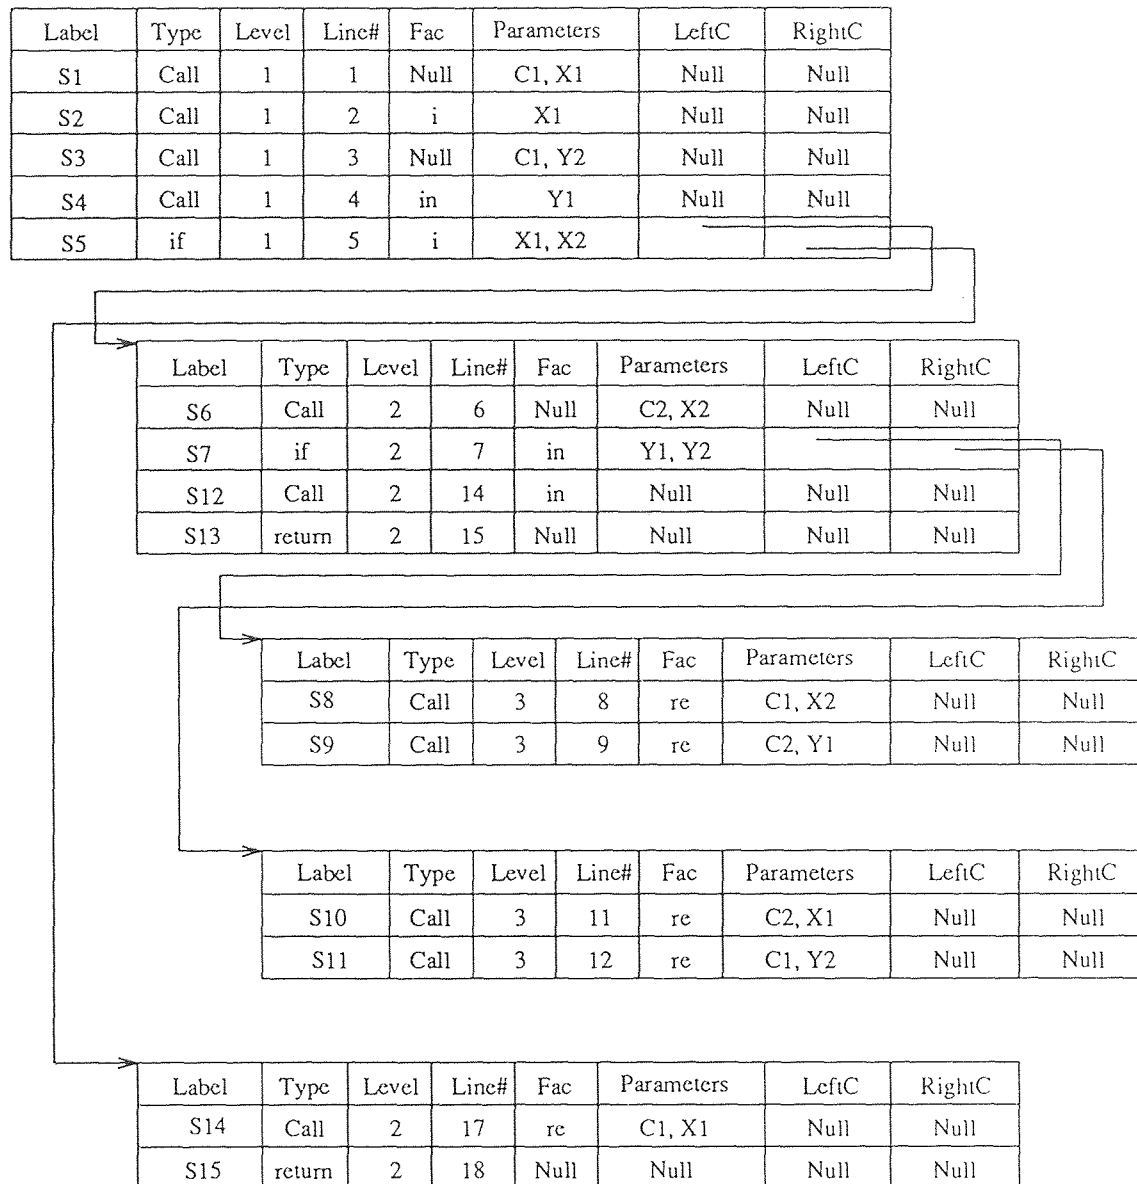 Label Type Level Line# Fac Parameters LeftC RightC
S1 Call 1 1 Null C1, X1 Null Null
S2 Call 1 2 i X1 Null Null
S3 Call 1 3 Null C1, Y2 Null Null
S4 Call 1 4 in Y1 Null Null
S5 if 1 5 i X1, X2
Label Type Level Line# Fac Parameters LeftC RightC
S6 Call 2 6 Null C2, X2 Null Null
S7 if 2 7 in Y1, Y2
S12 Call 2 14 in Null Null Null
S13 return 2 15 Null Null Null Null
Label Type Level Line# Fac Parameters LeftC RightC
S8 Call 3 8 re C1, X2 Null Null
S9 Call 3 9 re C2, Y1 Null Null
Label Type Level Line# Fac Parameters LeftC RightC
S10 Call 3 11 re C2, X1 Null Null
S11 Call 3 12 re C1, Y2 Null Null
Label Type Level Line# Fac Parameters LeftC RightC
S14 Call 2 17 re C1, X1 Null Null
S15 return 2 18 Null Null Null Null